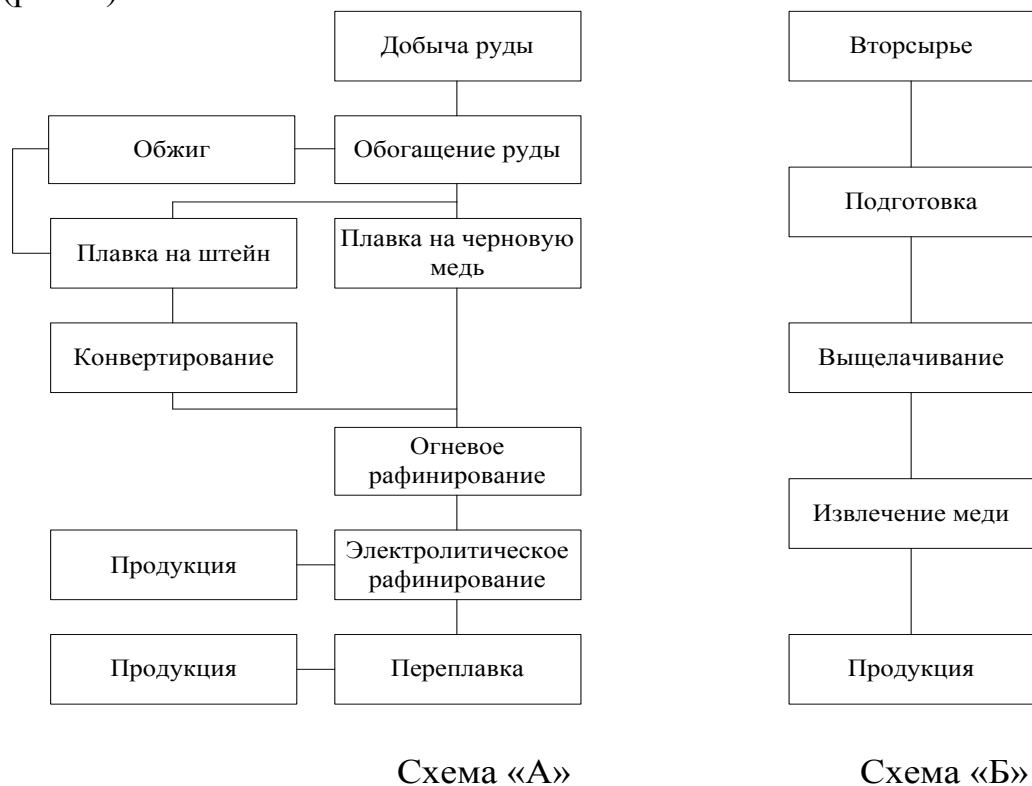 Добыча руды
Вторсырье
Обжиг
Обогащение руды
Подготовка
Плавка на штейн
Плавка на черновую
медь
Конвертирование
Выщелачивание
Огневое
рафинирование
Извлечение меди
Продукция
Электролитическое
рафинирование
Продукция
Переплавка
Продукция
Схема «А»
Схема «Б»